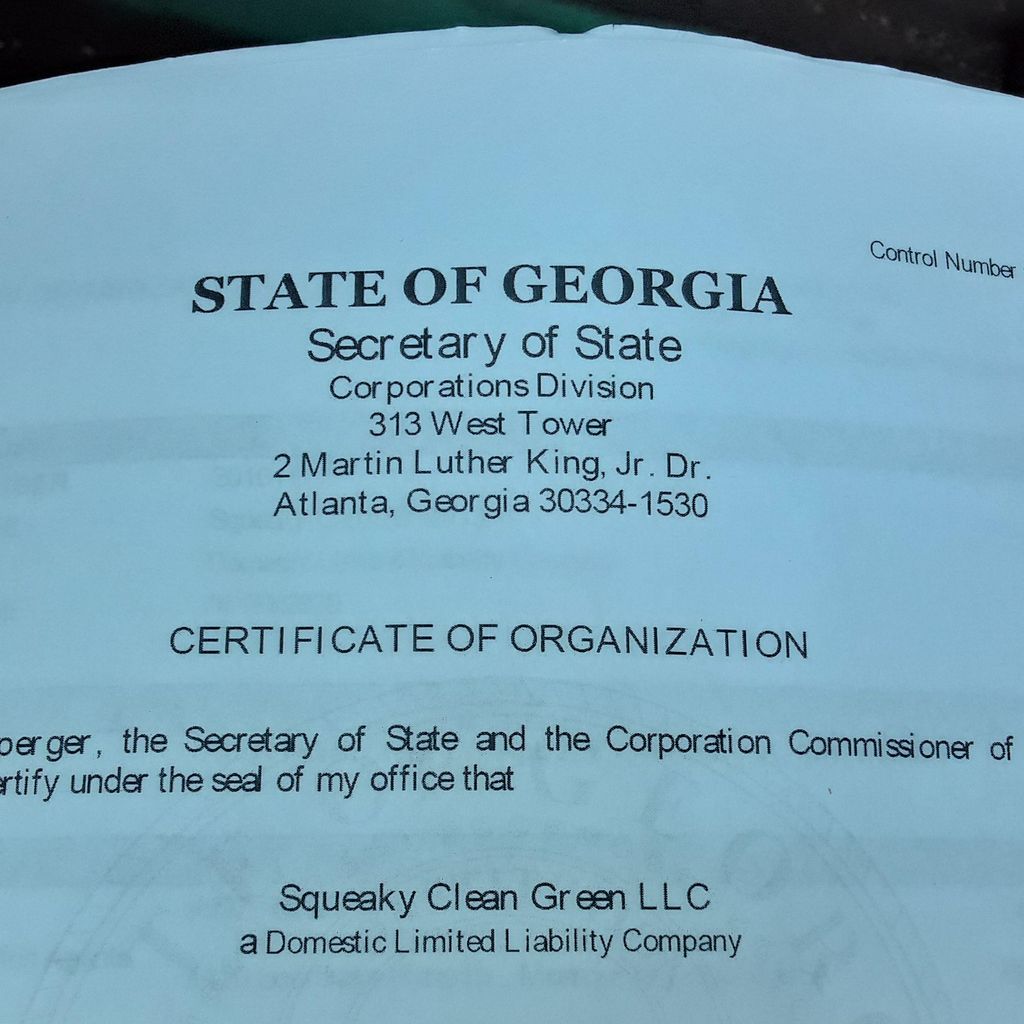 Control Number
STATE OF GEORGIA
Secretary of State
Corporations Division
313 West Tower
2 Martin Luther King, Jr. Dr.
Atlanta, Georgia 30334-1530
CERTIFICATE OF ORGANIZATION
perger, the Secretary of State and the Corporation Commissioner of
ertify under the seal of my office that
Squeaky Clean Green LLC
a Domestic Limited Liability Company